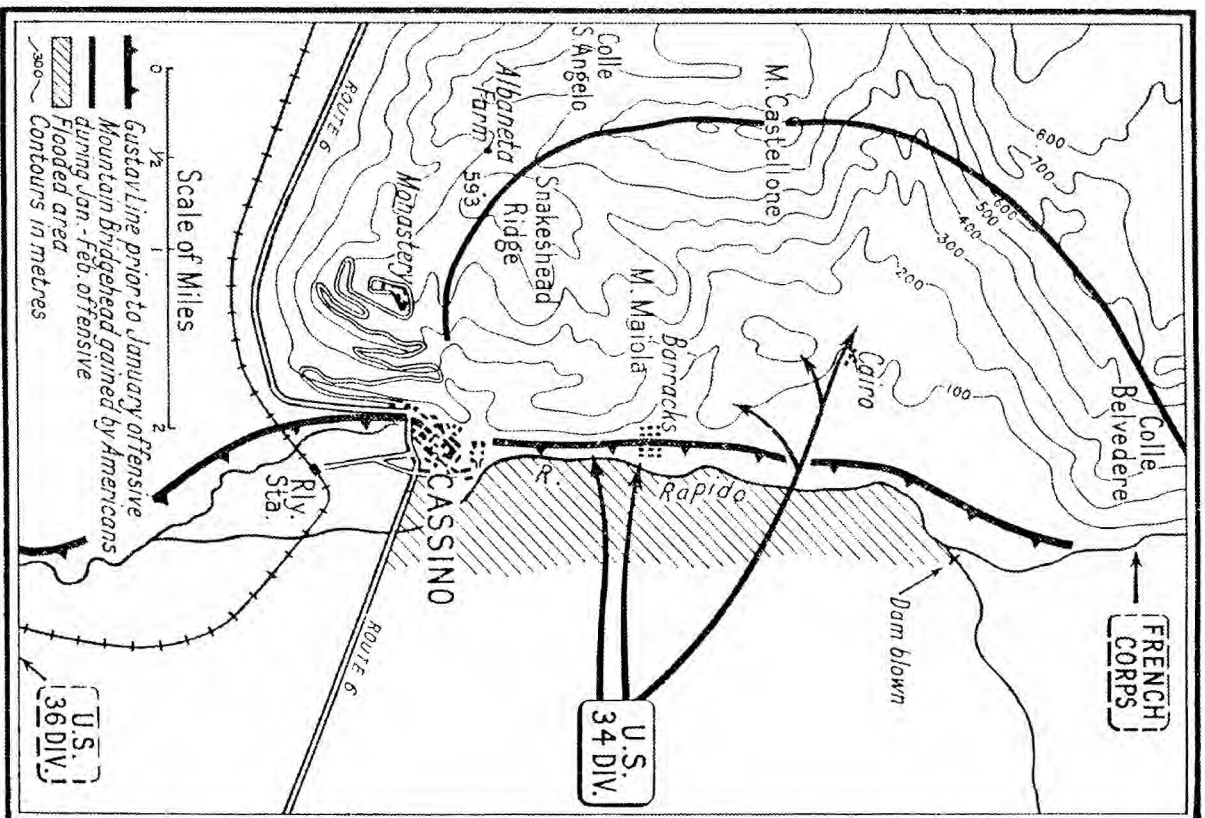 FRENCH
CORPS
Colle
Belvedere
Dam blown
600
700
600
500
400
300
200
100
Cairo
M. Castellone
Barracks
M. Maiola
R. Rapido
U.S.
34 DIV.
Colle
S. Angelo
Snakeshead
Ridge
Albaneta
Farm
593
Monastery
CASSINO
ROUTE 6
ROUTE 6
Rly.
Sta.
U.S.
36 DIV.
Scale of Miles
0 ½ 1 2
Gustav Line prior to January offensive
Mountain Bridgehead gained by Americans
during Jan.-Feb. offensive
Flooded area
300 Contours in metres